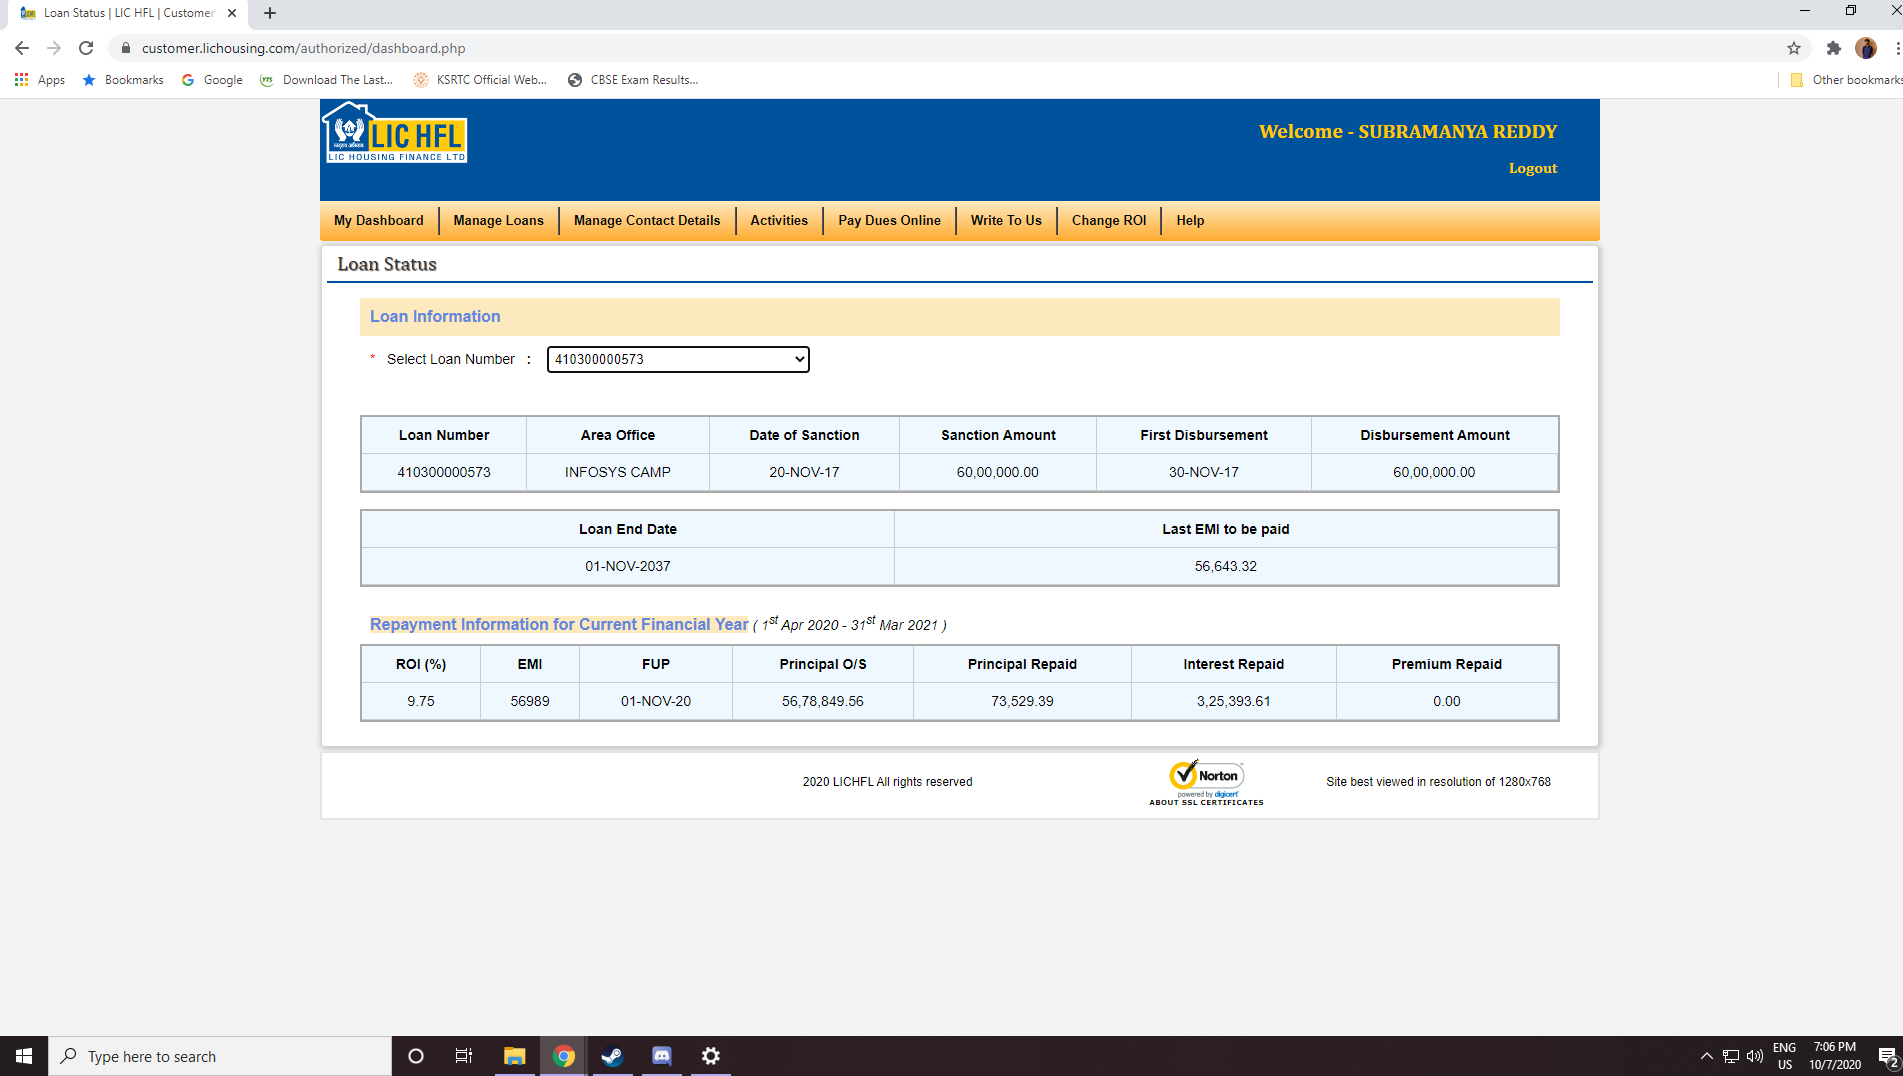 Loan Status | LIC HFL | Customer
customer.lichousing.com/authorized/dashboard.php
Apps Bookmarks Google YTS Download The Last... KSRTC Official Web... CBSE Exam Results... Other bookmarks
LIC HFL
LIC HOUSING FINANCE LTD
Welcome - SUBRAMANYA REDDY
Logout
My Dashboard Manage Loans Manage Contact Details Activities Pay Dues Online Write To Us Change ROI Help
Loan Status
Loan Information
* Select Loan Number : 410300000573
Loan Number Area Office Date of Sanction Sanction Amount First Disbursement Disbursement Amount
410300000573 INFOSYS CAMP 20-NOV-17 60,00,000.00 30-NOV-17 60,00,000.00
Loan End Date Last EMI to be paid
01-NOV-2037 56,643.32
Repayment Information for Current Financial Year ( 1st Apr 2020 - 31st Mar 2021 )
ROI (%) EMI FUP Principal O/S Principal Repaid Interest Repaid Premium Repaid
9.75 56989 01-NOV-20 56,78,849.56 73,529.39 3,25,393.61 0.00
2020 LICHFL All rights reserved
Norton
powered by digicert
ABOUT SSL CERTIFICATES
Site best viewed in resolution of 1280x768
Type here to search
ENG
US
7:06 PM
10/7/2020
2